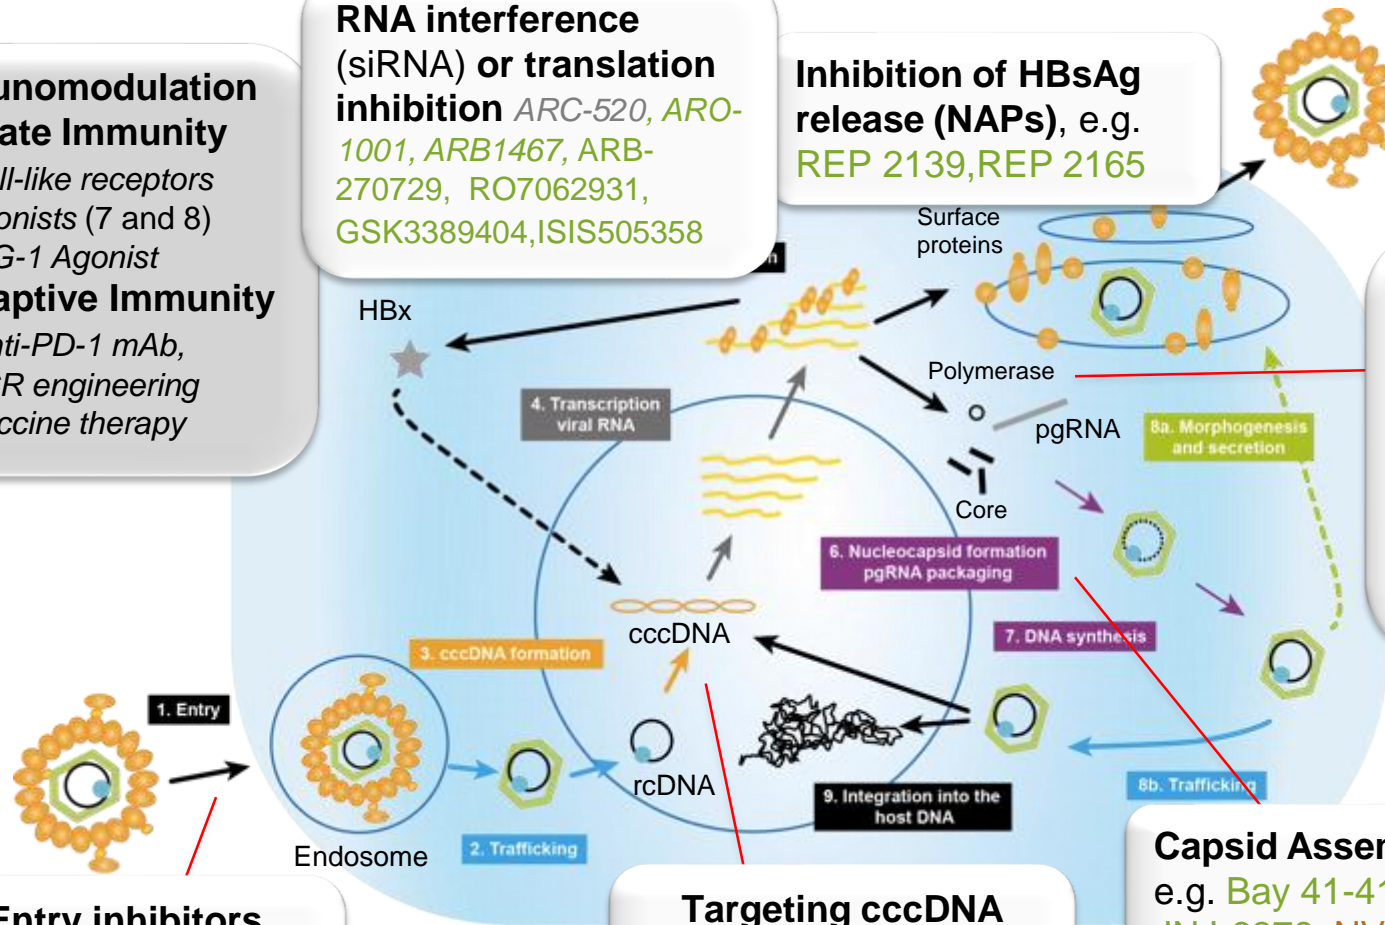 RNA interference
(siRNA) or translation
inhibition ARC-520, ARO-
1001, ARB1467, ARB-
270729, RO7062931,
GSK3389404,ISIS505358
Inhibition of HBsAg
release (NAPs), e.g.
REP 2139,REP 2165
unomodulation
ate Immunity
ll-like receptors
onists (7 and 8)
G-1 Agonist
aptive Immunity
nti-PD-1 mAb,
R engineering
ccine therapy
Surface
proteins
n
HBx
Polymerase
pgRNA
4. Transcription
viral RNA
8a. Morphogenesis
and secretion
Core
6. Nucleocapsid formation
pgRNA packaging
cccDNA
7. DNA synthesis
3. cccDNA formation
1. Entry
rcDNA
8b. Trafficking
9. Integration into the
host DNA
Endosome
2. Trafficking
Entry inhibitors
Targeting cccDNA
Capsid Assem
e.g. Bay 41-41